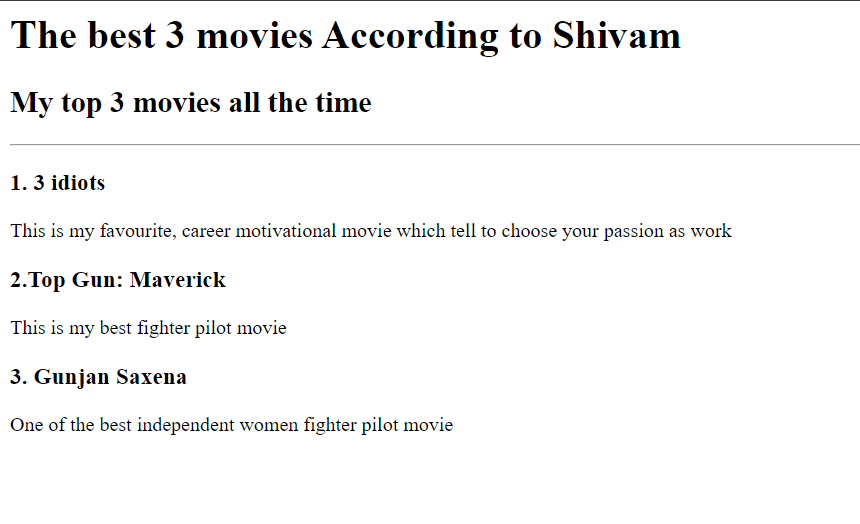 The best 3 movies According to Shivam
My top 3 movies all the time
1. 3 idiots
This is my favourite, career motivational movie which tell to choose your passion as work
2.Top Gun: Maverick
This is my best fighter pilot movie
3. Gunjan Saxena
One of the best independent women fighter pilot movie